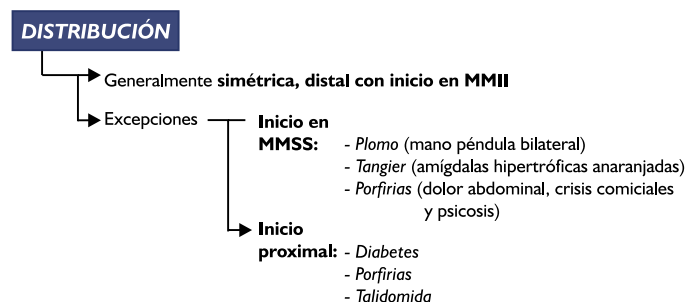 DISTRIBUCIÓN
Generalmente simétrica, distal con inicio en MMII
Excepciones
Inicio en
MMSS: - Plomo (mano péndula bilateral)
- Tangier (amígdalas hipertróficas anaranjadas)
- Porfirias (dolor abdominal, crisis comiciales
y psicosis)
Inicio
proximal: - Diabetes
- Porfirias
- Talidomida